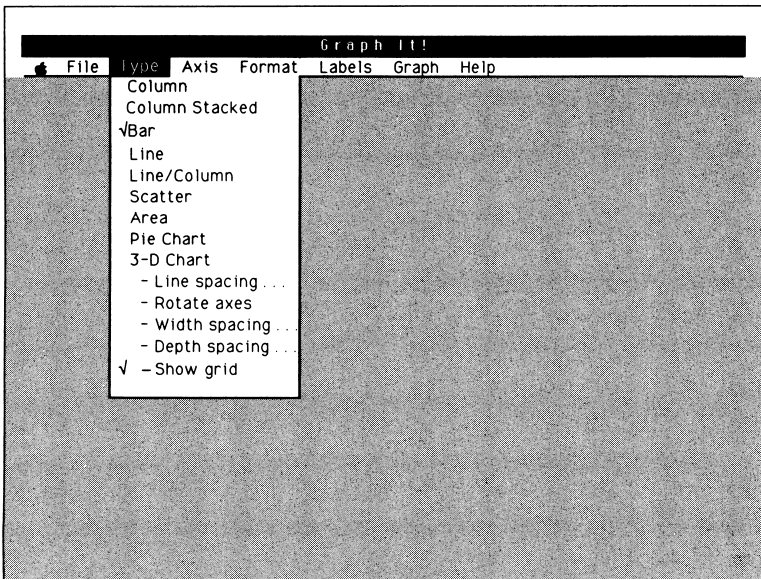 Graph It!
File Type Axis Format Labels Graph Help
Column
Column Stacked
√Bar
Line
Line/Column
Scatter
Area
Pie Chart
3-D Chart
- Line spacing ...
- Rotate axes
- Width spacing ...
- Depth spacing ...
√ - Show grid